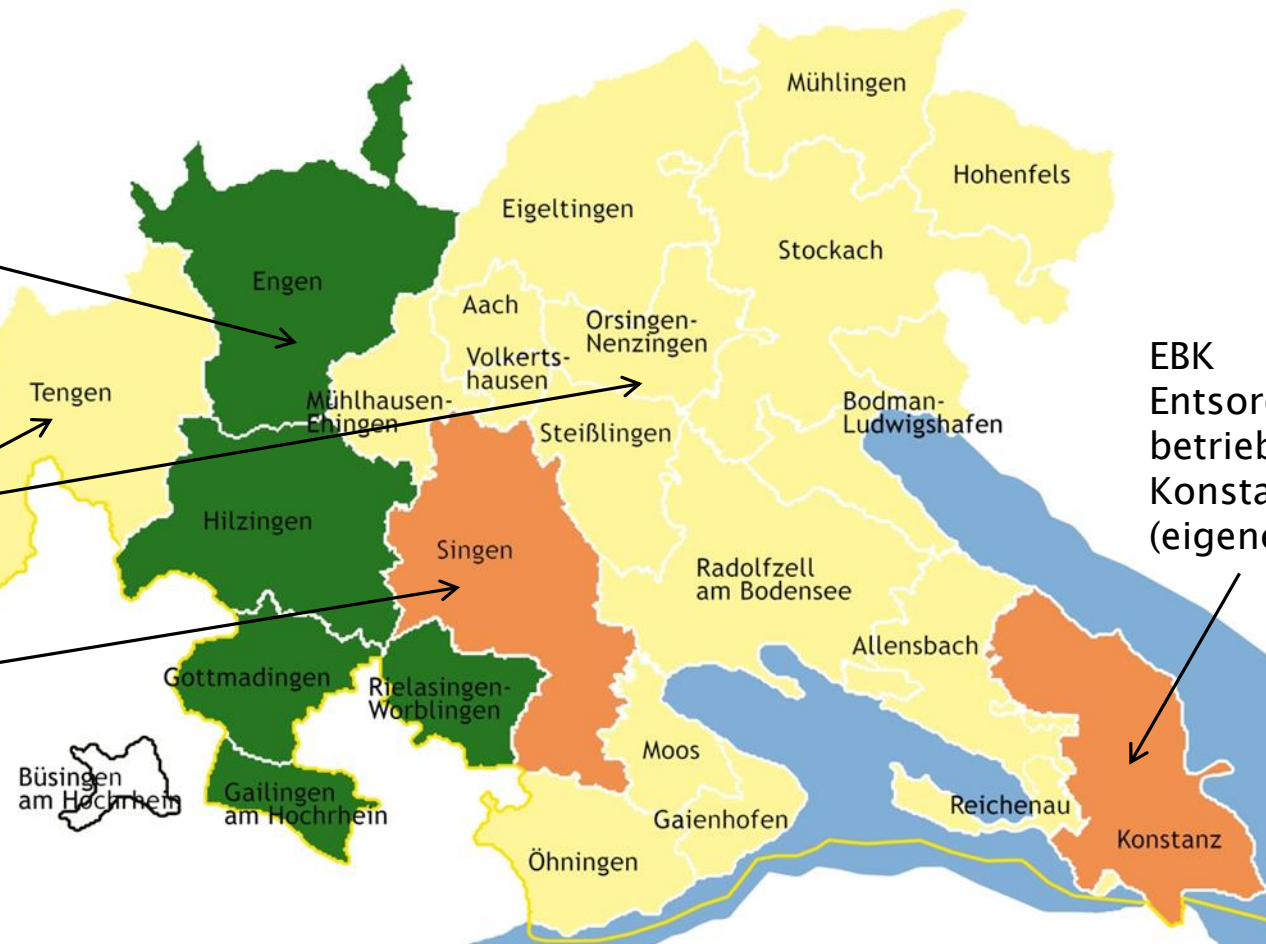 Mühlingen
Hohenfels
Eigeltingen
Stockach
Engen
Aach
Orsingen-
Nenzingen
Volkerts-
hausen
Tengen
Mühlhausen-
Ehingen
Bodman-
Ludwigshafen
Steißlingen
EBK
Hilzingen
Singen
Radolfzell
am Bodensee
Allensbach
Gottmadingen
Rielasingen-
Worblingen
Moos
Büsingen
am Hochrhein
Gailingen
am Hochrhein
Reichenau
Gaienhofen
Konstanz
Öhningen